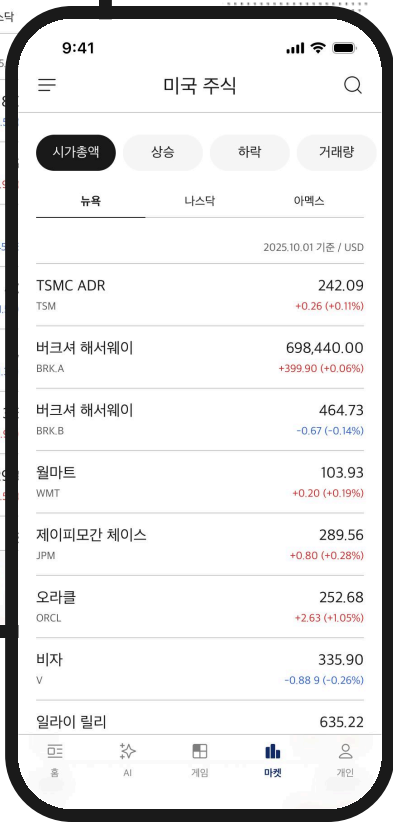 스닥
9:41
미국 주식
시가총액 상승 하락 거래량
뉴욕 나스닥 아멕스
2025.10.01 기준 / USD
TSMC ADR 242.09
TSM +0.26 (+0.11%)
버크셔 해서웨이 698,440.00
BRK.A +399.90 (+0.06%)
버크셔 해서웨이 464.73
BRK.B -0.67 (-0.14%)
월마트 103.93
WMT +0.20 (+0.19%)
제이피모간 체이스 289.56
JPM +0.80 (+0.28%)
오라클 252.68
ORCL +2.63 (+1.05%)
비자 335.90
V -0.88 9 (-0.26%)
일라이 릴리 635.22
홈 AI 게임 마켓 개인